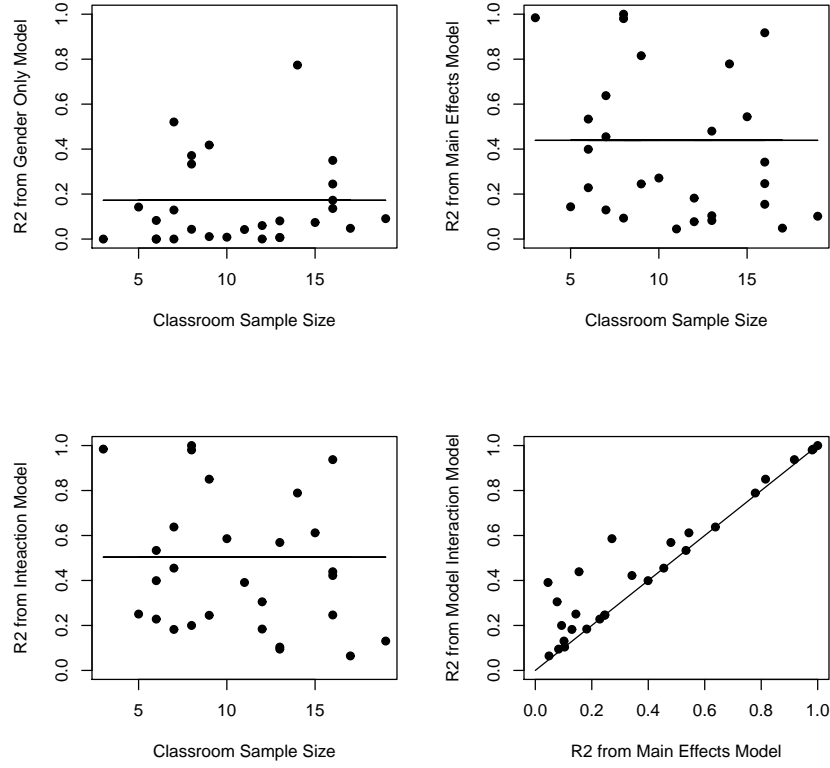 R2 from Gender Only Model
0.0 0.2 0.4 0.6 0.8 1.0
5 10 15
Classroom Sample Size
R2 from Main Effects Model
0.0 0.2 0.4 0.6 0.8 1.0
5 10 15
Classroom Sample Size
R2 from Inteaction Model
0.0 0.2 0.4 0.6 0.8 1.0
5 10 15
Classroom Sample Size
R2 from Model Interaction Model
0.0 0.2 0.4 0.6 0.8 1.0
0.0 0.2 0.4 0.6 0.8 1.0
R2 from Main Effects Model